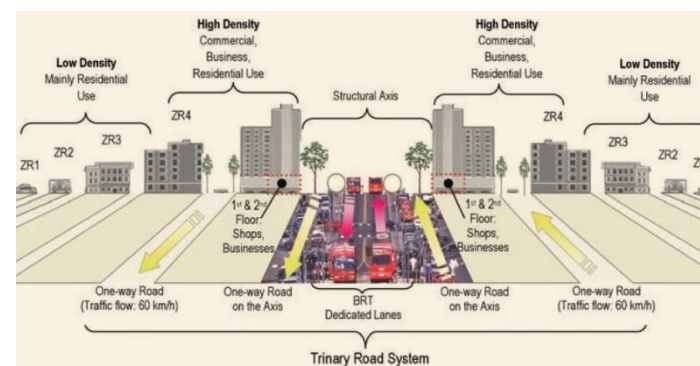 High Density
Commercial,
Business,
Residential Use
High Density
Commercial,
Business,
Residential Use
Low Density
Mainly Residential
Use
Structural Axis
Low Density
Mainly Residential
Use
ZR1
ZR2
ZR3
ZR4
ZR4
ZR3
ZR2
1st & 2nd
Floor:
Shops,
Businesses
1st & 2nd
Floor:
Shops,
Businesses
One-way Road
(Traffic flow: 60 km/h)
One-way Road
on the Axis
BRT
Dedicated Lanes
One-way Road
on the Axis
One-way Road
(Traffic flow: 60 km/h)
Trinary Road System